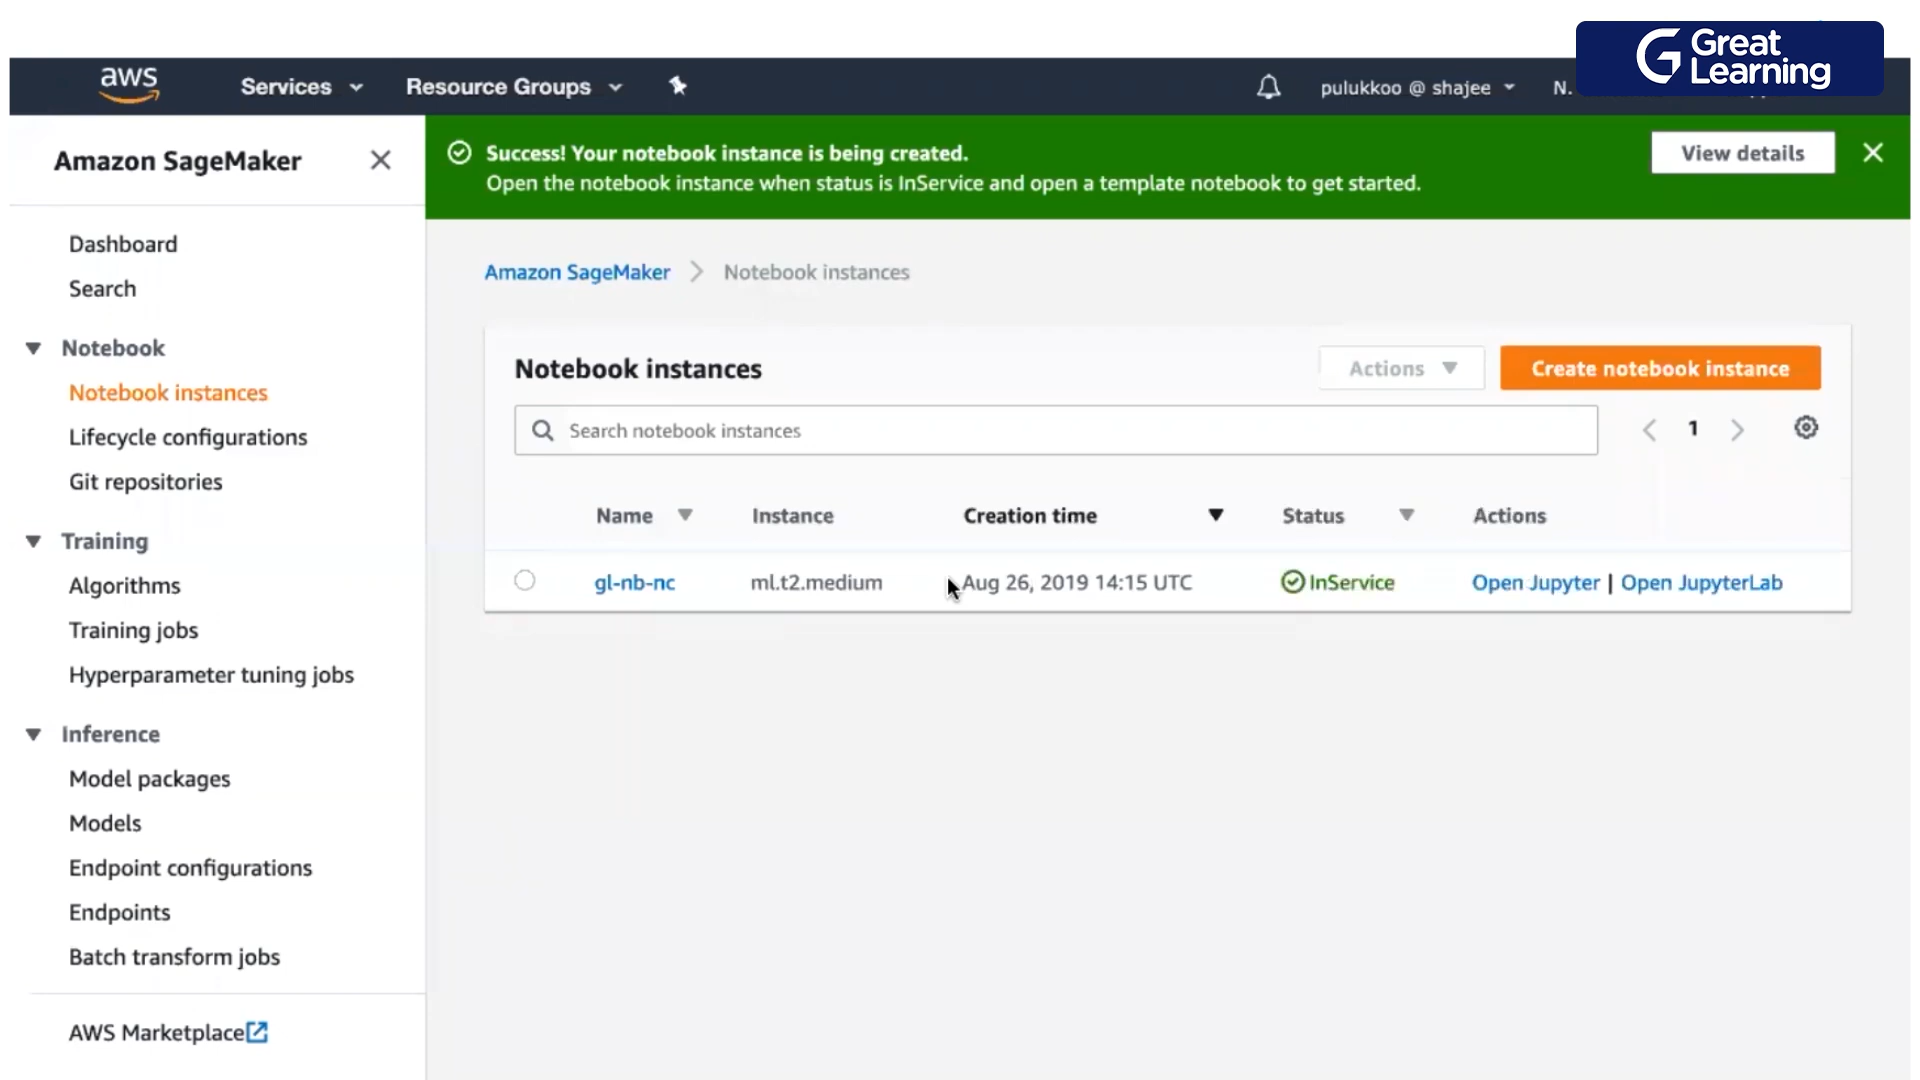 Great
Learning
aws
Services
Resource Groups
pulukkoo @ shajee
N.
Amazon SageMaker
Success! Your notebook instance is being created.
Open the notebook instance when status is InService and open a template notebook to get started.
View details
Dashboard
Search
Notebook
Notebook instances
Lifecycle configurations
Git repositories
Training
Algorithms
Training jobs
Hyperparameter tuning jobs
Inference
Model packages
Models
Endpoint configurations
Endpoints
Batch transform jobs
AWS Marketplace
Amazon SageMaker > Notebook instances
Notebook instances
Actions
Create notebook instance
Search notebook instances
1
Name Instance Creation time Status Actions
gl-nb-nc ml.t2.medium Aug 26, 2019 14:15 UTC InService Open Jupyter | Open JupyterLab